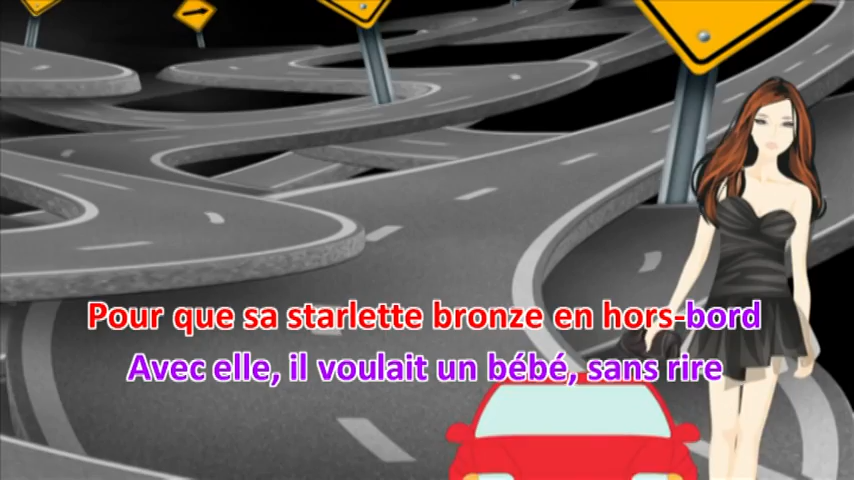 Pour que sa starlette bronze en hors-bord
Avec elle, il voulait un bébé, sans rire